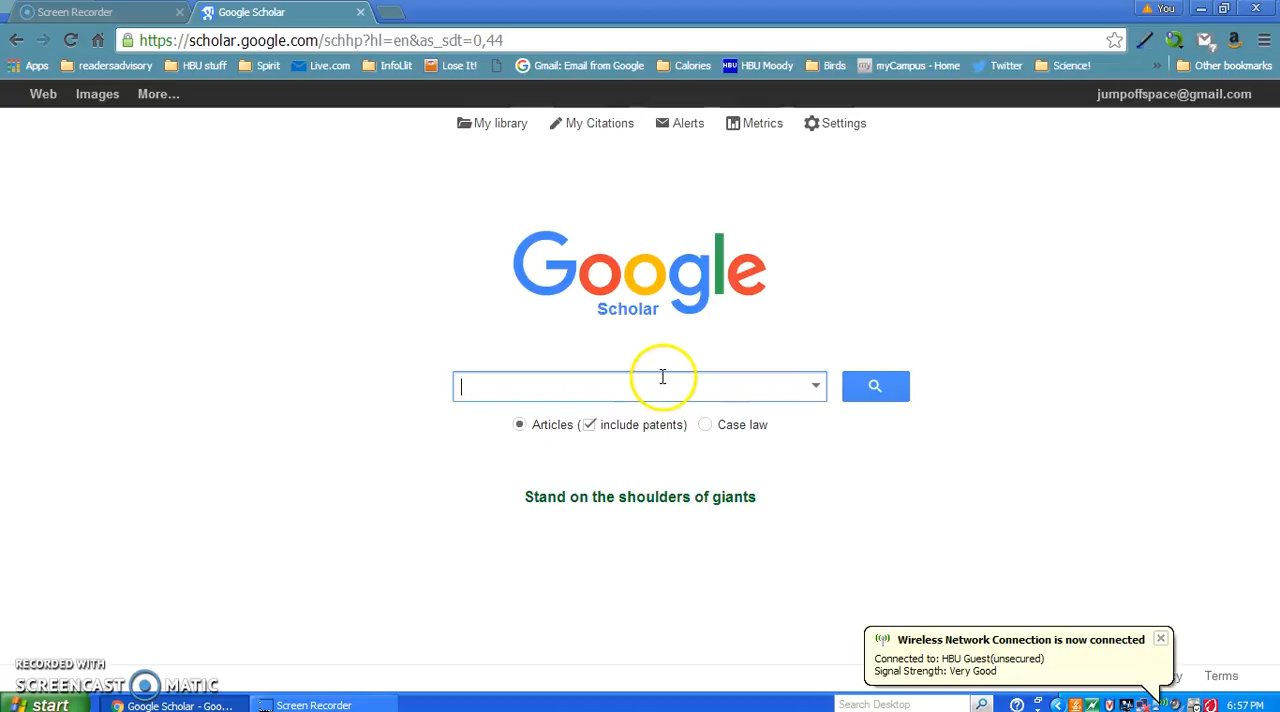 Screen Recorder
Google Scholar
You
https://scholar.google.com/schhp?hl=en&as_sdt=0,44
Apps readersadvisory HBU stuff Spirit Live.com InfoLit Lose It! Gmail: Email from Google Calories HBU HBU Moody Birds my myCampus - Home Twitter Science! » Other bookmarks
Web Images More... jumpoffspace@gmail.com
My library My Citations Alerts Metrics Settings
Google
Scholar
Articles (include patents) Case law
Stand on the shoulders of giants
Wireless Network Connection is now connected
Connected to: HBU Guest(unsecured)
Signal Strength: Very Good
Terms
RECORDED WITH
SCREENCAST MATIC
start Google Scholar - Goo... Screen Recorder Search Desktop 6:57 PM